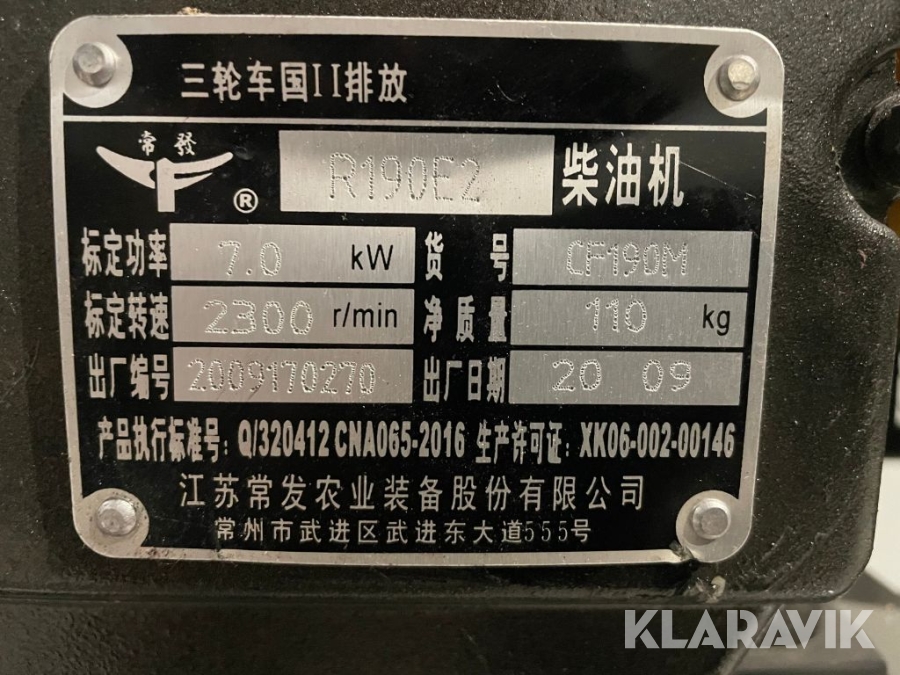 三轮车国II排放
常發
CF ®
R190E2 柴油机
标定功率 7.0 kW 货号 CF190M
标定转速 2300 r/min 净质量 110 kg
出厂编号 2009170270 出厂日期 20 09
产品执行标准号: Q/320412 CNA065-2016 生产许可证: XK06-002-00146
江苏常发农业装备股份有限公司
常州市武进区武进东大道555号
KLARAVIK